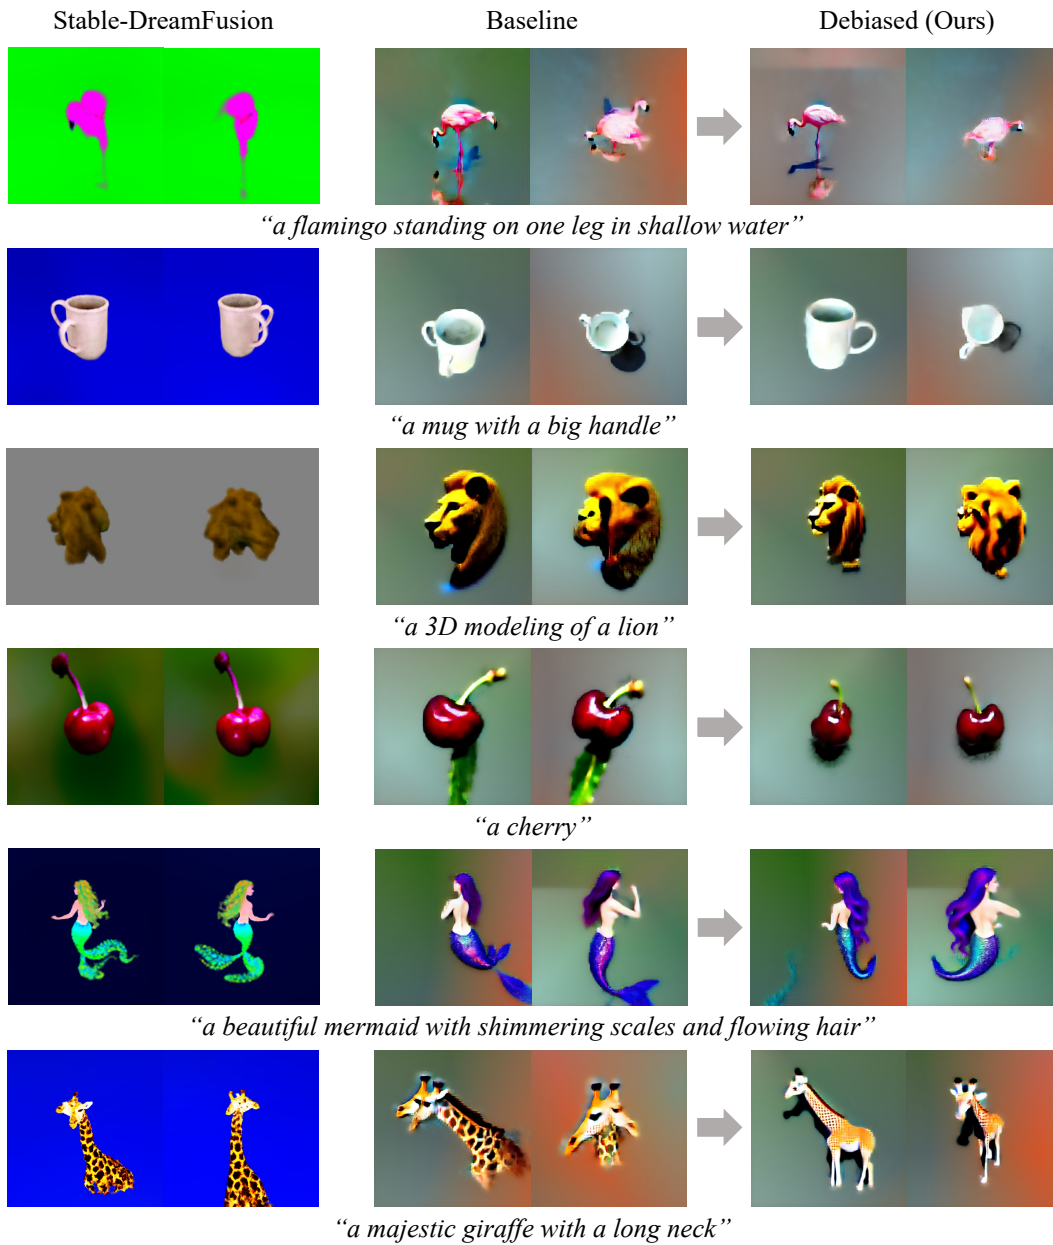 Stable-DreamFusion
Baseline
Debiased (Ours)
“a flamingo standing on one leg in shallow water”
“a mug with a big handle”
“a 3D modeling of a lion”
“a cherry”
“a beautiful mermaid with shimmering scales and flowing hair”
“a majestic giraffe with a long neck”